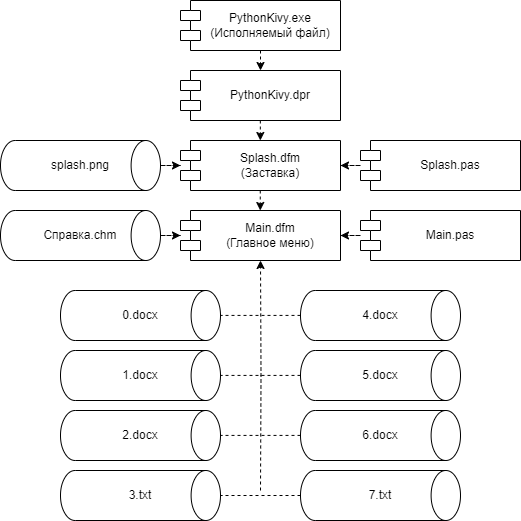 PythonKivy.exe
(Исполняемый файл)
PythonKivy.dpr
splash.png
Splash.dfm
(Заставка)
Splash.pas
Справка.chm
Main.dfm
(Главное меню)
Main.pas
0.docx
4.docx
1.docx
5.docx
2.docx
6.docx
3.txt
7.txt